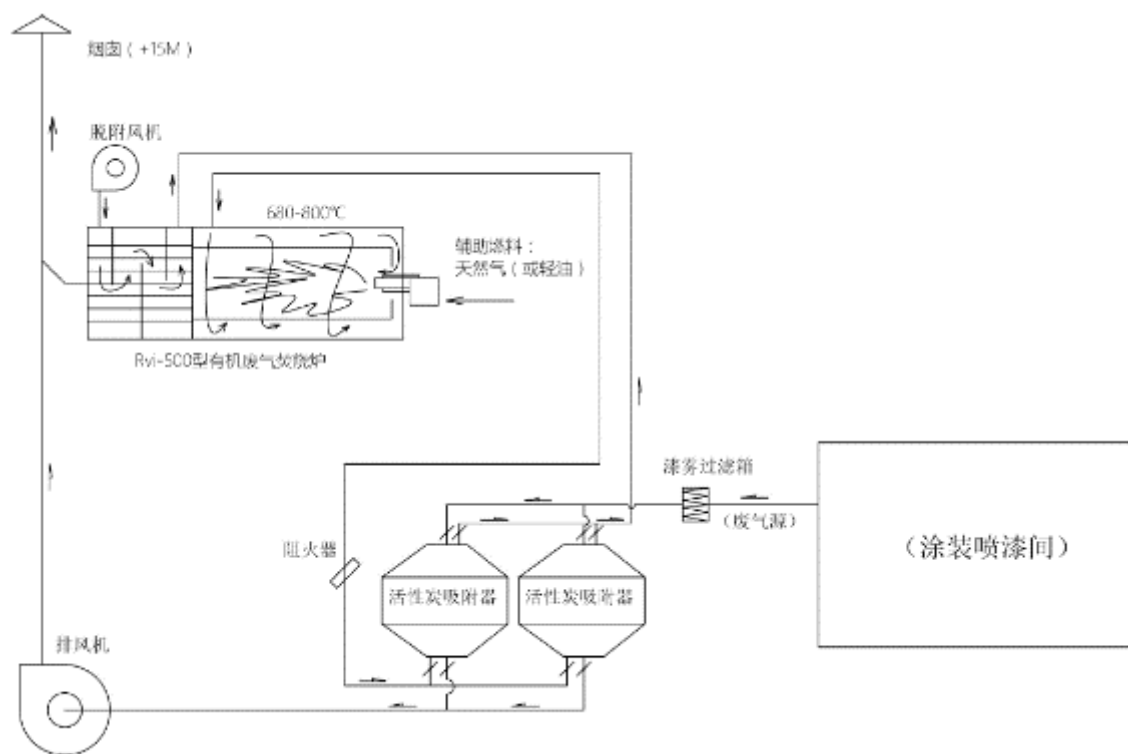 烟囱（+15M）
脱附风机
680-800℃
辅助燃料：
天然气（或轻油）
Rvi-500型有机废气焚烧炉
漆雾过滤箱
（废气源）
（涂装喷漆间）
阻火器
活性炭吸附器
活性炭吸附器
排风机